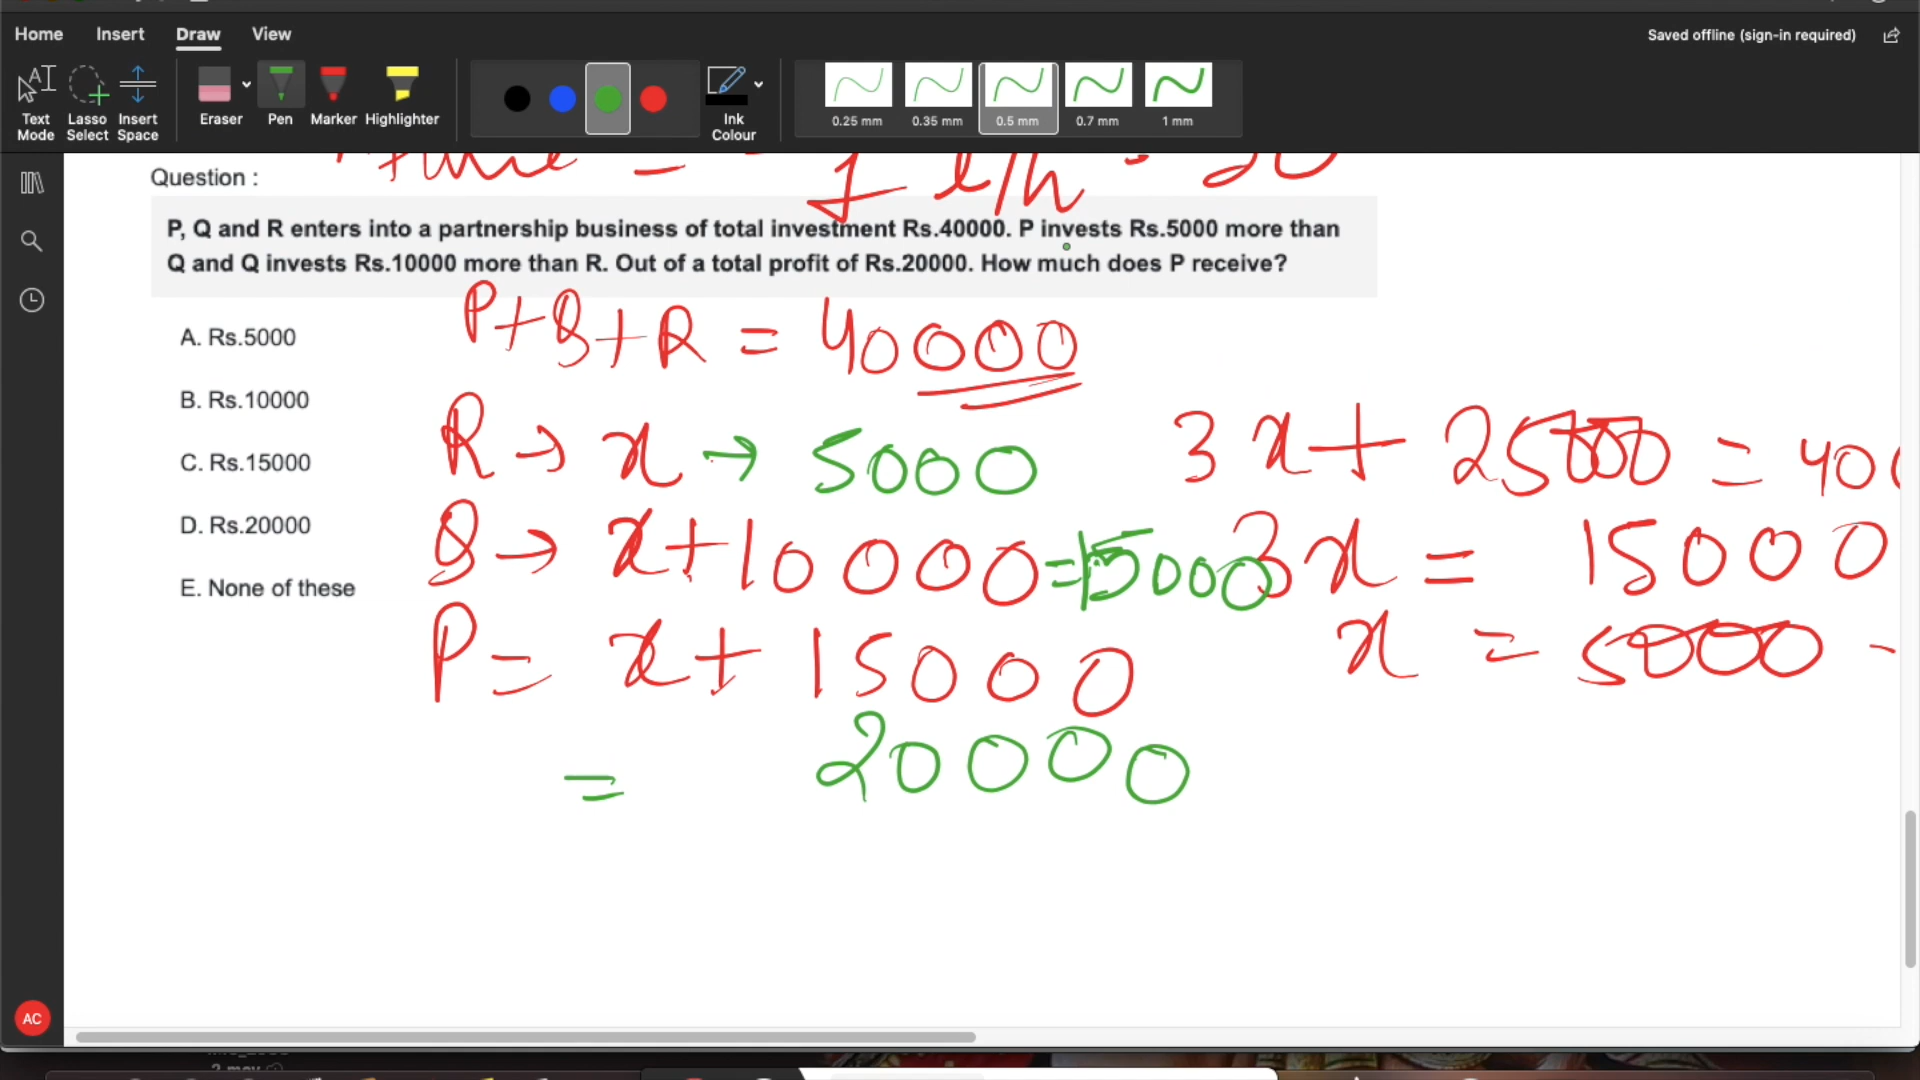 Home Insert Draw View
Saved offline (sign-in required)
Text Mode
Lasso Select
Insert Space
Eraser
Pen
Marker
Highlighter
Ink Colour
0.25 mm
0.35 mm
0.5 mm
0.7 mm
1 mm
Question :
P, Q and R enters into a partnership business of total investment Rs.40000. P invests Rs.5000 more than
Q and Q invests Rs.10000 more than R. Out of a total profit of Rs.20000. How much does P receive?
A. Rs.5000
B. Rs.10000
C. Rs.15000
D. Rs.20000
E. None of these
P+Q+R = 40000
R → x → 5000
Q → x+10000 = 15000
P = x + 15000
= 20000
3x + 25000 = 400
3x = 15000
x = 5000
AC